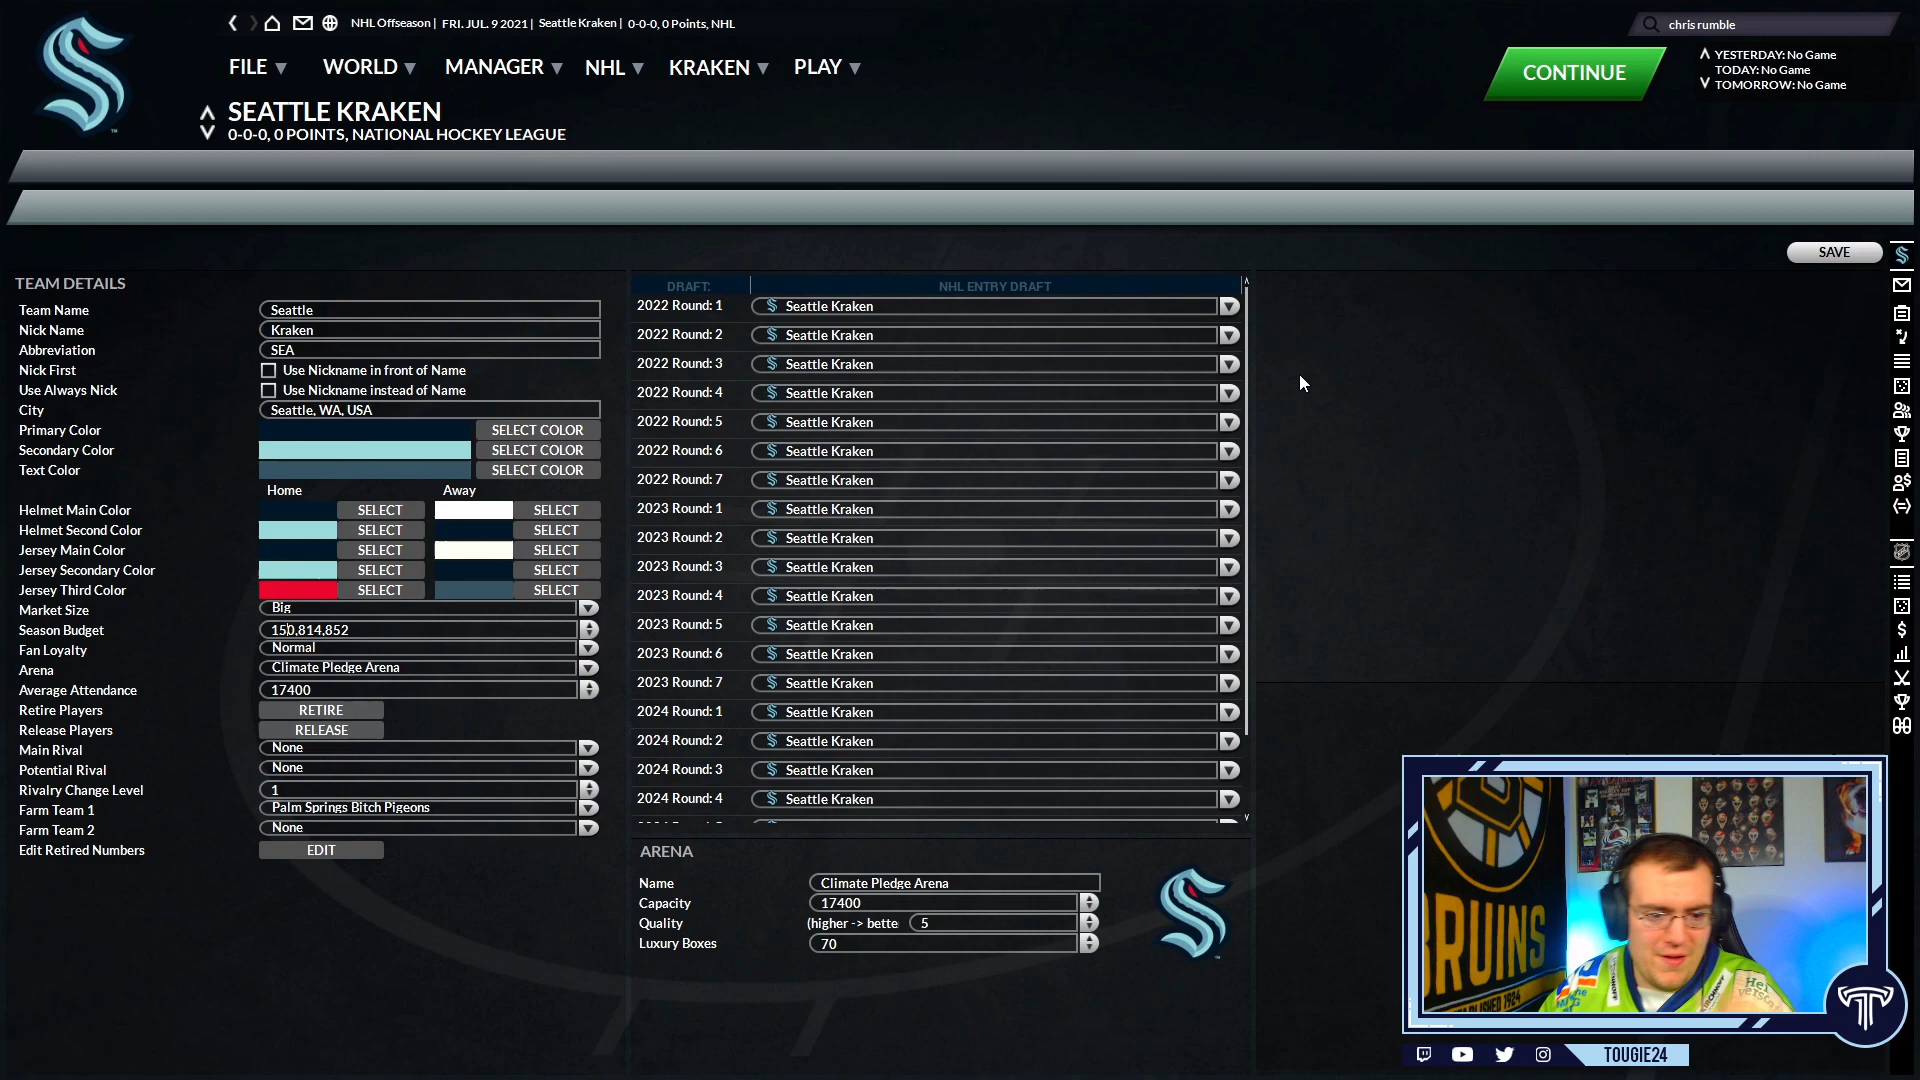 NHL Offseason | FRI. JUL. 9 2021 | Seattle Kraken | 0-0-0, 0 Points, NHL
chris rumble
FILE WORLD MANAGER NHL KRAKEN PLAY
CONTINUE
YESTERDAY: No Game
TODAY: No Game
TOMORROW: No Game
SEATTLE KRAKEN
0-0-0, 0 POINTS, NATIONAL HOCKEY LEAGUE
SAVE
TEAM DETAILS
Team Name Seattle
Nick Name Kraken
Abbreviation SEA
Nick First Use Nickname in front of Name
Use Always Nick Use Nickname instead of Name
City Seattle, WA, USA
Primary Color SELECT COLOR
Secondary Color SELECT COLOR
Text Color SELECT COLOR
Home Away
Helmet Main Color SELECT SELECT
Helmet Second Color SELECT SELECT
Jersey Main Color SELECT SELECT
Jersey Secondary Color SELECT SELECT
Jersey Third Color SELECT SELECT
Market Size Big
Season Budget 150,814,852
Fan Loyalty Normal
Arena Climate Pledge Arena
Average Attendance 17400
Retire Players RETIRE
Release Players RELEASE
Main Rival None
Potential Rival None
Rivalry Change Level 1
Farm Team 1 Palm Springs Bitch Pigeons
Farm Team 2 None
Edit Retired Numbers EDIT
DRAFT: NHL ENTRY DRAFT
2022 Round: 1 Seattle Kraken
2022 Round: 2 Seattle Kraken
2022 Round: 3 Seattle Kraken
2022 Round: 4 Seattle Kraken
2022 Round: 5 Seattle Kraken
2022 Round: 6 Seattle Kraken
2022 Round: 7 Seattle Kraken
2023 Round: 1 Seattle Kraken
2023 Round: 2 Seattle Kraken
2023 Round: 3 Seattle Kraken
2023 Round: 4 Seattle Kraken
2023 Round: 5 Seattle Kraken
2023 Round: 6 Seattle Kraken
2023 Round: 7 Seattle Kraken
2024 Round: 1 Seattle Kraken
2024 Round: 2 Seattle Kraken
2024 Round: 3 Seattle Kraken
2024 Round: 4 Seattle Kraken
ARENA
Name Climate Pledge Arena
Capacity 17400
Quality (higher -> bette 5
Luxury Boxes 70
BRUINS
TOUGIE24